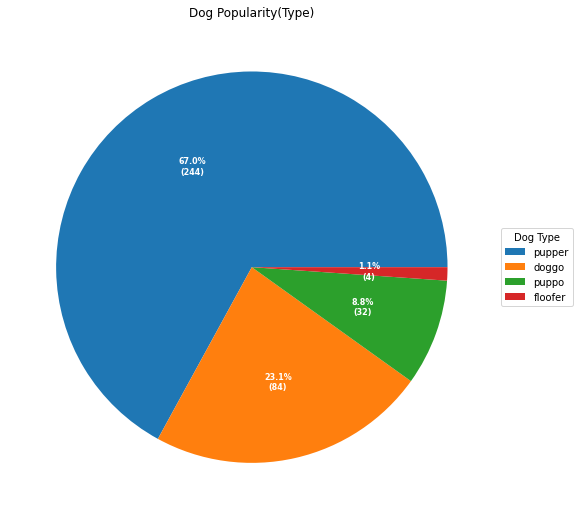 Dog Popularity(Type)
67.0%
(244)
1.1%
(4)
8.8%
(32)
23.1%
(84)
Dog Type
pupper
doggo
puppo
floofer